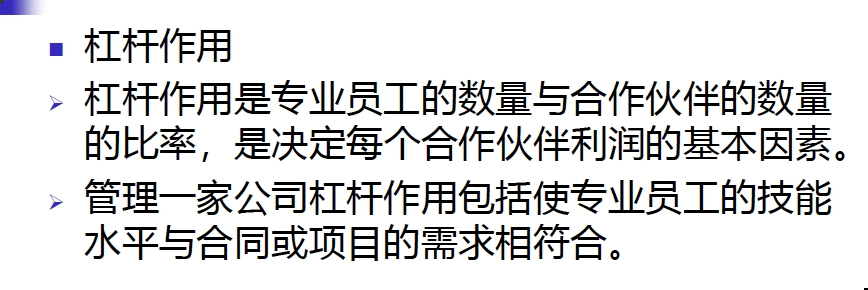 杠杆作用
杠杆作用是专业员工的数量与合作伙伴的数量
的比率，是决定每个合作伙伴利润的基本因素。
管理一家公司杠杆作用包括使专业员工的技能
水平与合同或项目的需求相符合。